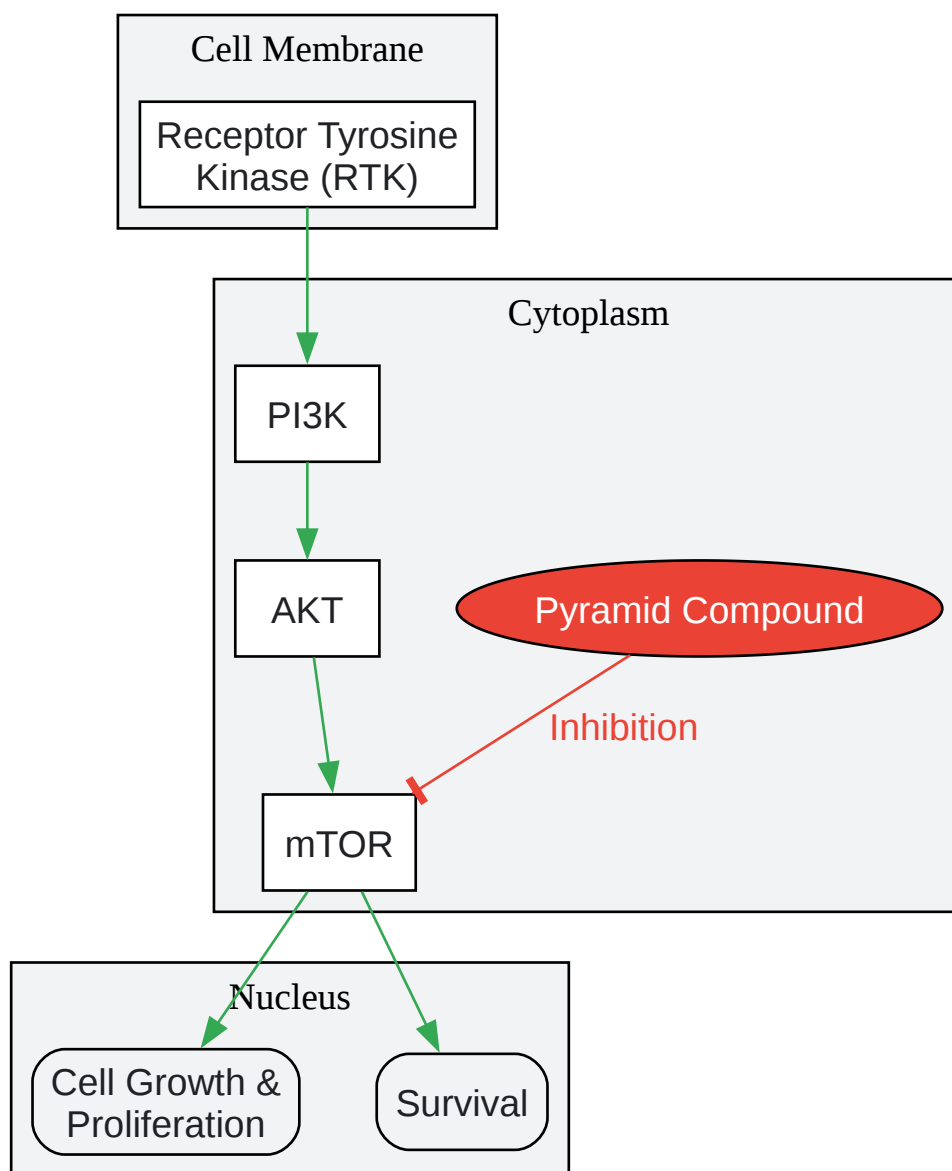 Cell Membrane
Receptor Tyrosine
Kinase (RTK)
Cytoplasm
PI3K
AKT
Pyramid Compound
Inhibition
mTOR
Nucleus
Cell Growth &
Proliferation
Survival